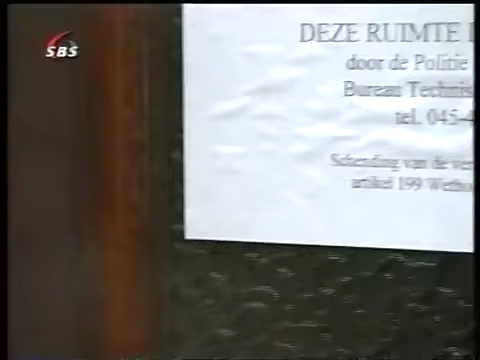 SBS
DEZE RUIMTE
door de Politie
Bureau Technis
tel. 045-4
Schending van de ver
artikel 199 Wetbo